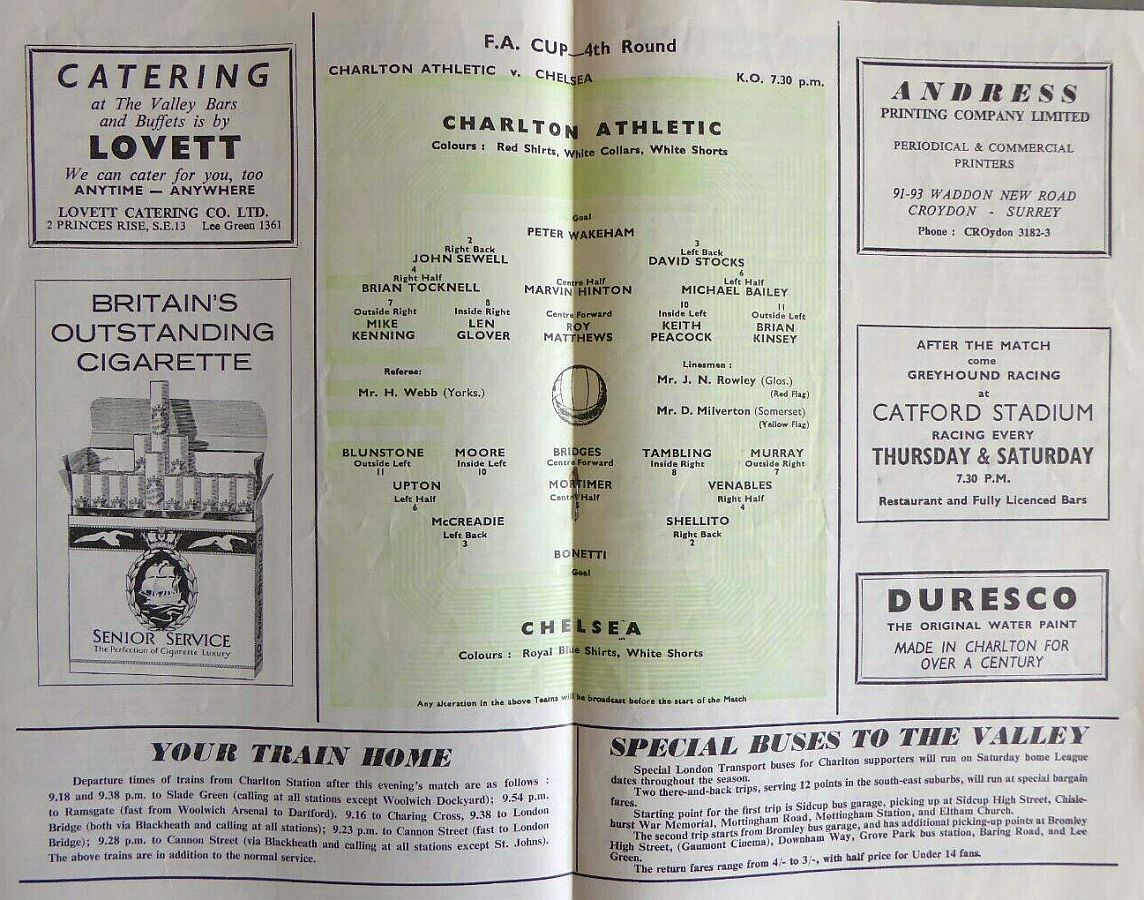 CATERING
at The Valley Bars
and Buffets is by
LOVETT
We can cater for you, too
ANYTIME — ANYWHERE
LOVETT CATERING CO. LTD.
2 PRINCES RISE, S.E.13 Lee Green 1361
BRITAIN'S
OUTSTANDING
CIGARETTE
SENIOR SERVICE
The Perfection of Cigarette Luxury
F.A. CUP—4th Round
CHARLTON ATHLETIC v. CHELSEA K.O. 7.30 p.m.
CHARLTON ATHLETIC
Colours : Red Shirts, White Collars, White Shorts
Goal
PETER WAKEHAM
2 3
Right Back Left Back
JOHN SEWELL DAVID STOCKS
4 6
Right Half Centre Half Left Half
BRIAN TOCKNELL MARVIN HINTON MICHAEL BAILEY
7 8 10 11
Outside Right Inside Right Centre Forward Inside Left Outside Left
MIKE LEN ROY KEITH BRIAN
KENNING GLOVER MATTHEWS PEACOCK KINSEY
Referee: Linesmen :
Mr. H. Webb (Yorks.) Mr. J. N. Rowley (Glos.)
(Red Flag)
Mr. D. Milverton (Somerset)
(Yellow Flag)
BLUNSTONE MOORE BRIDGES TAMBLING MURRAY
Outside Left Inside Left Centre Forward Inside Right Outside Right
11 10 8 7
UPTON MORTIMER VENABLES
Left Half Centre Half Right Half
6 5 4
McCREADIE SHELLITO
Left Back Right Back
3 2
BONETTI
Goal
CHELSEA
Colours : Royal Blue Shirts, White Shorts
Any alteration in the above Teams will be broadcast before the start of the Match
ANDRESS
PRINTING COMPANY LIMITED
PERIODICAL & COMMERCIAL
PRINTERS
91-93 WADDON NEW ROAD
CROYDON - SURREY
Phone : CROydon 3182-3
AFTER THE MATCH
come
GREYHOUND RACING
at
CATFORD STADIUM
RACING EVERY
THURSDAY & SATURDAY
7.30 P.M.
Restaurant and Fully Licenced Bars
DURESCO
THE ORIGINAL WATER PAINT
MADE IN CHARLTON FOR
OVER A CENTURY
YOUR TRAIN HOME
Departure times of trains from Charlton Station after this evening's match are as follows :
9.18 and 9.38 p.m. to Slade Green (calling at all stations except Woolwich Dockyard); 9.54 p.m.
to Ramsgate (fast from Woolwich Arsenal to Dartford). 9.16 to Charing Cross, 9.38 to London
Bridge (both via Blackheath and calling at all stations); 9.23 p.m. to Cannon Street (fast to London
Bridge); 9.28 p.m. to Cannon Street (via Blackheath and calling at all stations except St. Johns).
The above trains are in addition to the normal service.
SPECIAL BUSES TO THE VALLEY
Special London Transport buses for Charlton supporters will run on Saturday home League
dates throughout the season.
Two there-and-back trips, serving 12 points in the south-east suburbs, will run at special bargain
fares.
Starting point for the first trip is Sidcup bus garage, picking up at Sidcup High Street, Chisle-
hurst War Memorial, Mottingham Road, Mottingham Station, and Eltham Church.
The second trip starts from Bromley bus garage, and has additional picking-up points at Bromley
High Street, (Gaumont Cinema), Downham Way, Grove Park bus station, Baring Road, and Lee
Green.
The return fares range from 4/- to 3/-, with half price for Under 14 fans.